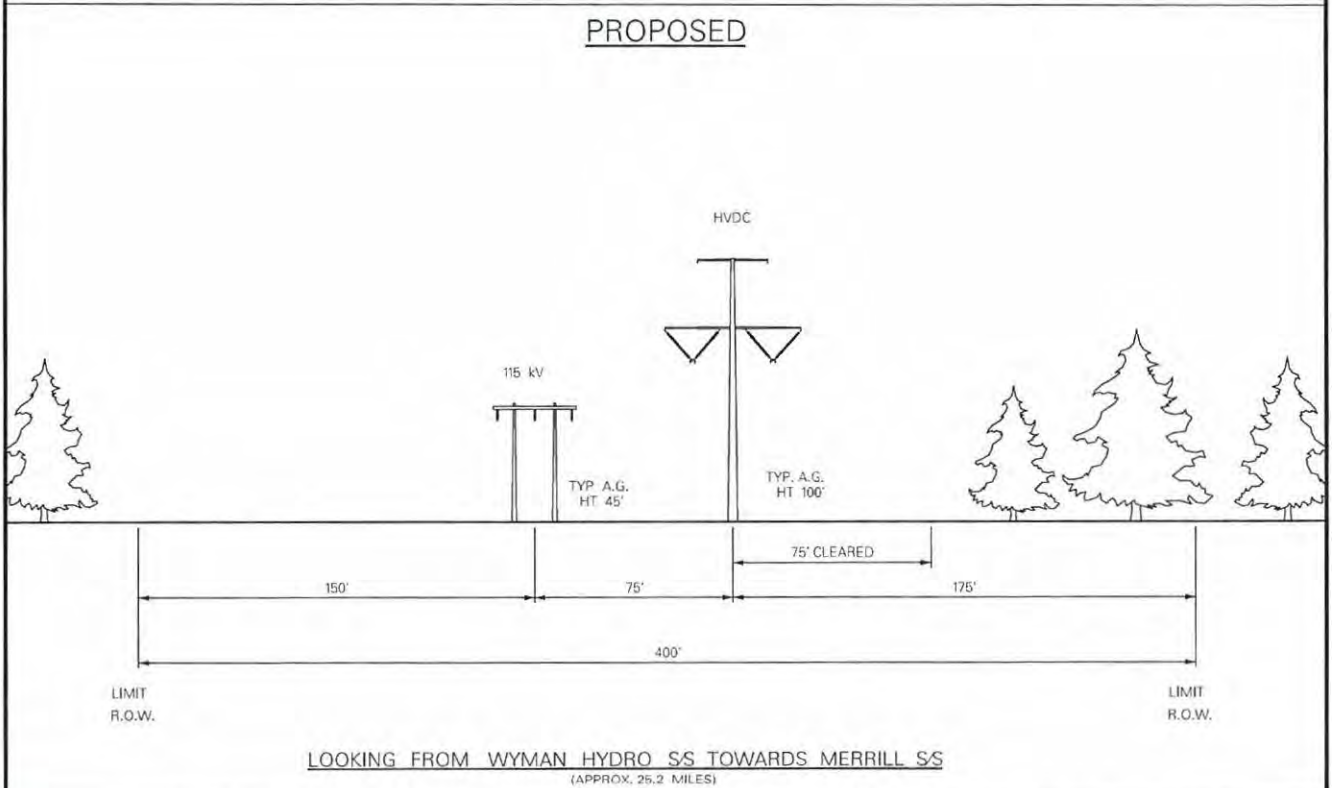 PROPOSED
HVDC
115 kV
TYP A.G.
HT 45'
TYP. A.G.
HT 100'
75' CLEARED
150'
75'
175'
400'
LIMIT
R.O.W.
LIMIT
R.O.W.
LOOKING FROM WYMAN HYDRO S/S TOWARDS MERRILL S/S
(APPROX. 25.2 MILES)